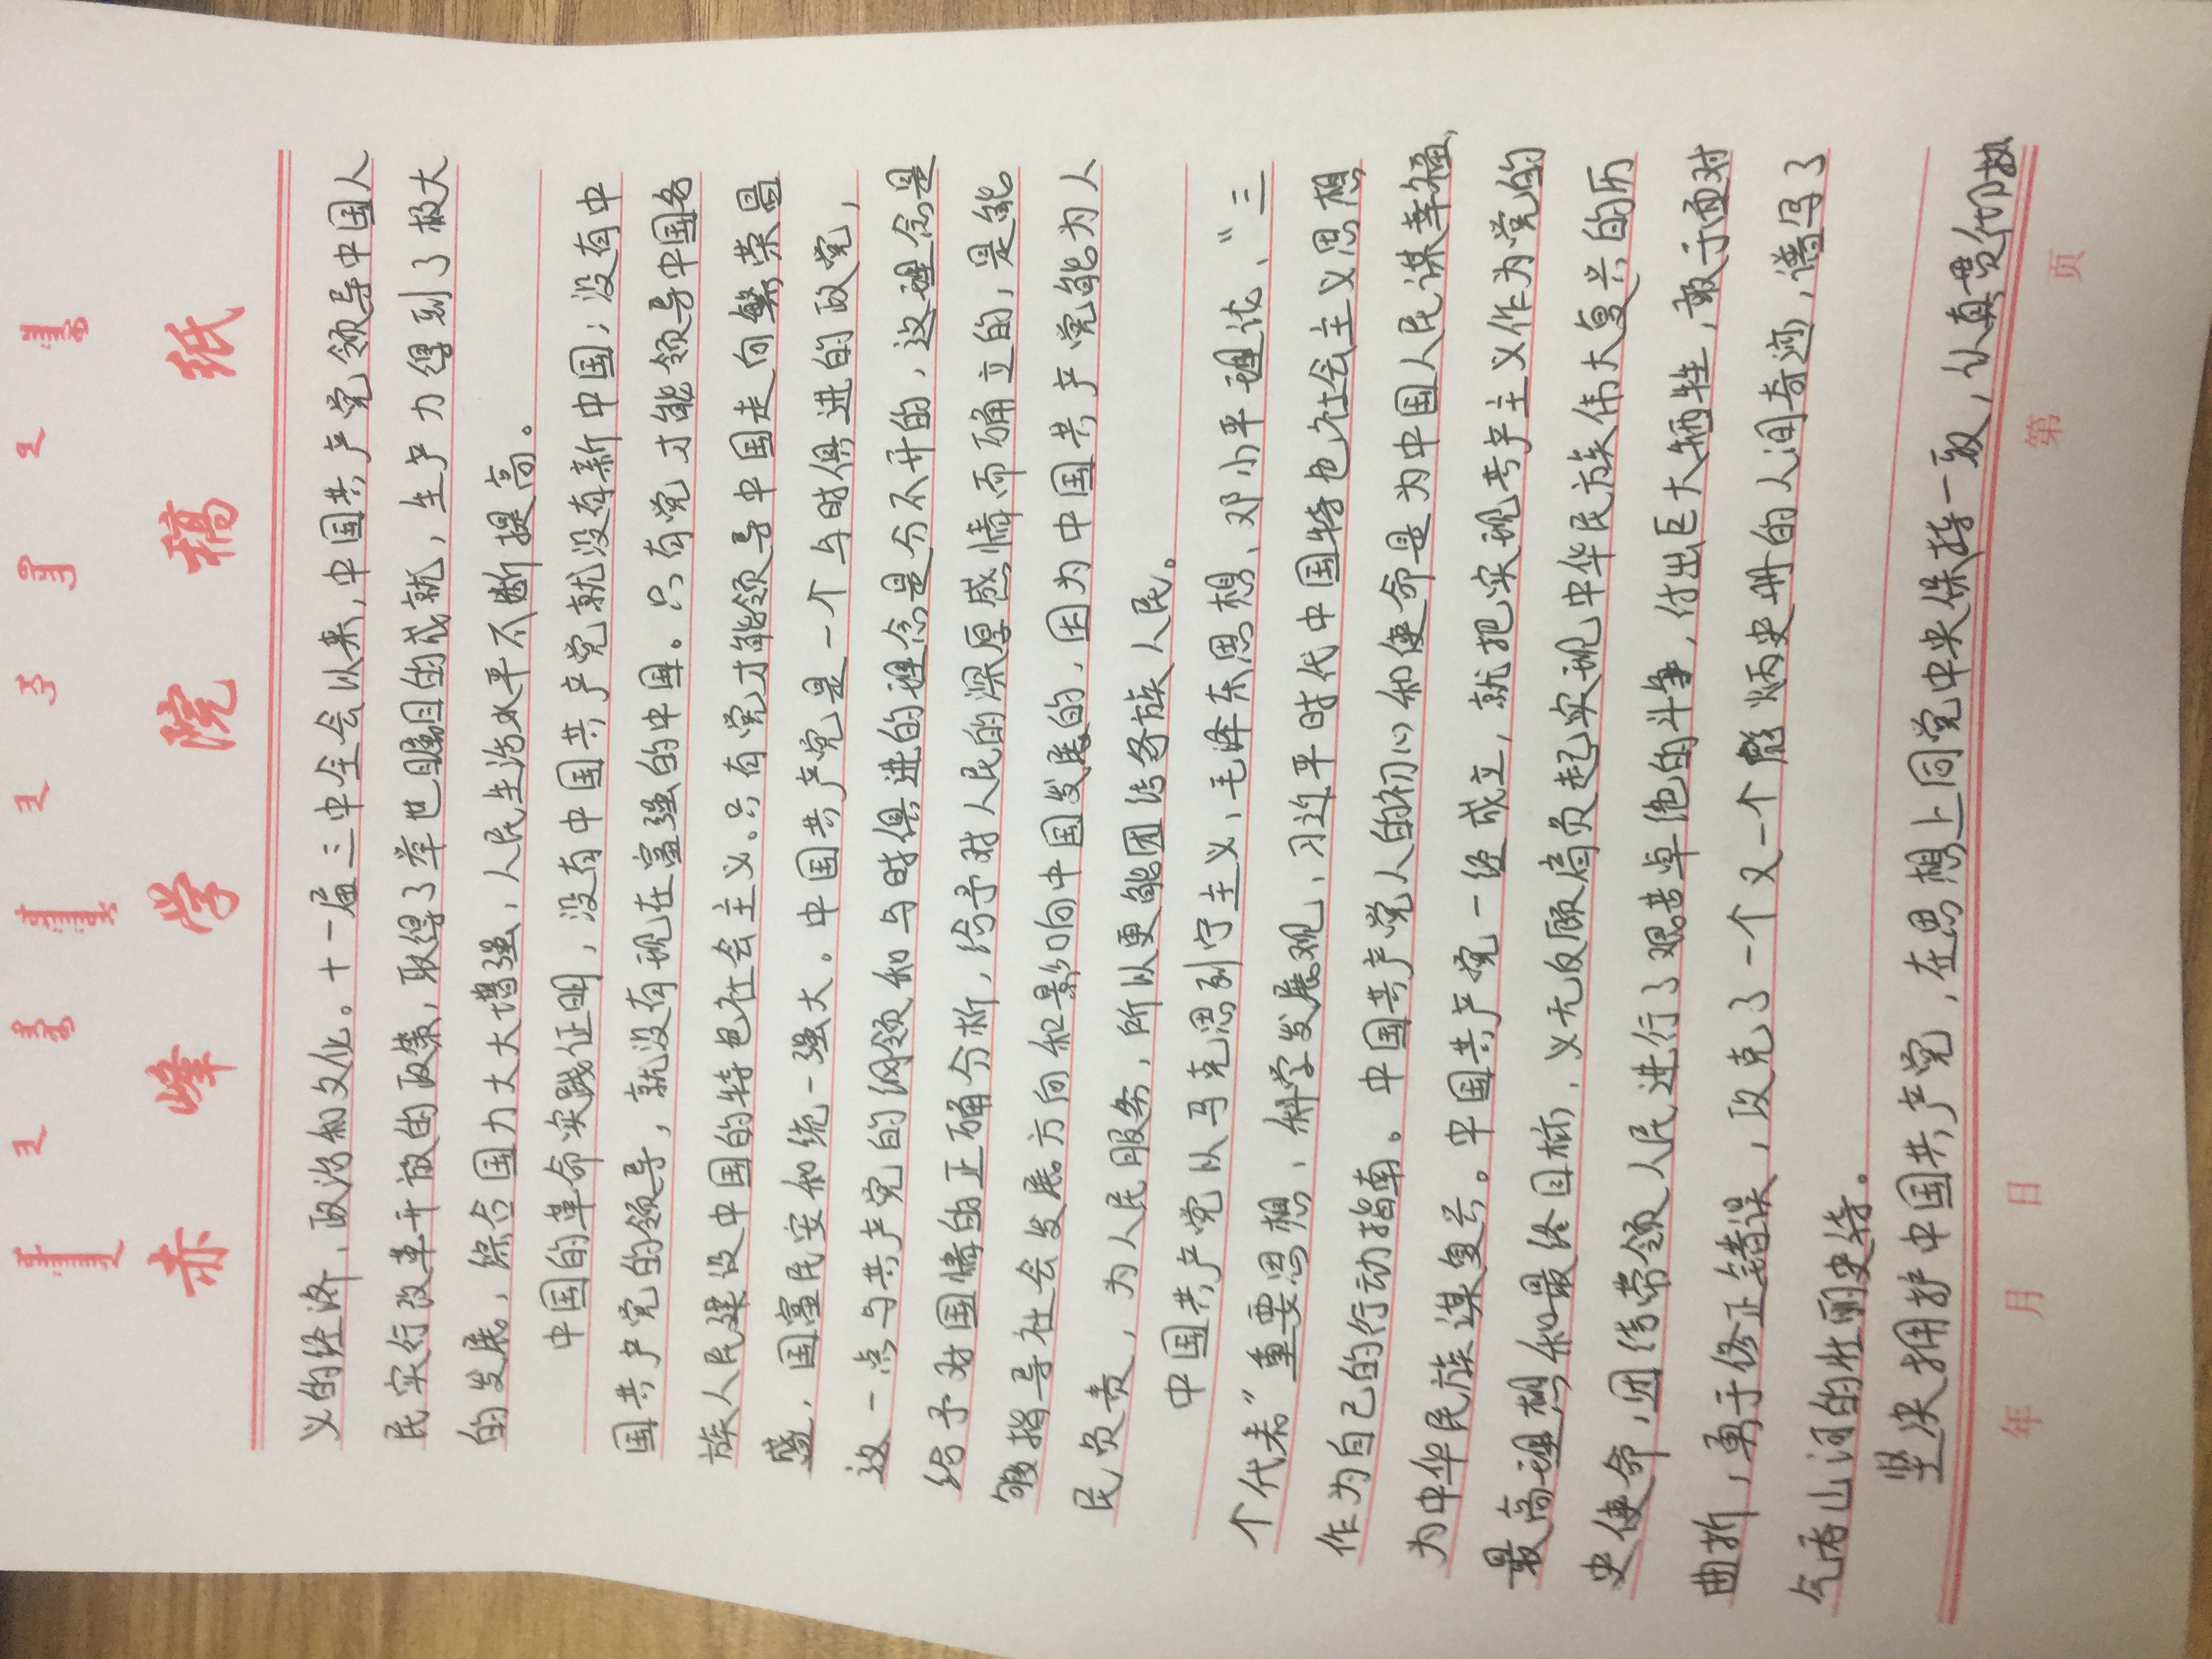 赤峰学院稿纸
义的经济，政治和文化。十一届三中全会以来，中国共产党领导中国人
民实行改革开放的政策，取得了举世瞩目的成就，生产力得到了极大
的发展，综合国力大大增强，人民生活水平不断提高。
中国的革命实践证明，没有中国共产党就没有新中国；没有中
国共产党的领导，就没有现在富强的中国。只有党才能领导中国各
族人民建设中国的特色社会主义。只有党才能领导中国走向繁荣昌
盛，国富民安和统一强大。中国共产党是一个与时俱进的政党，
这一点与共产党的纲领和与时俱进的理念是分不开的，这理念是
给予对国情的正确分析，给予对人民的深厚感情而确立的，是能
够指导社会发展方向和影响中国发展的，因为中国共产党能为人
民负责，为人民服务，所以更能团结各族人民。
中国共产党以马克思列宁主义、毛泽东思想、邓小平理论、“三
个代表”重要思想、科学发展观、习近平时代中国特色社会主义思想
作为自己的行动指南。中国共产党人的初心和使命是为中国人民谋幸福，
为中华民族谋复兴。中国共产党一经成立，就把实现共产主义作为党的
最高理想和最终目标，义无反顾肩负起实现中华民族伟大复兴的历
史使命，团结带领人民进行了艰苦卓绝的斗争，付出巨大牺牲，敢于面对
曲折，勇于修正错误，攻克了一个又一个彪炳史册的人间奇迹，谱写了
气吞山河的壮丽史诗。
坚决拥护中国共产党，在思想上同党中央保持一致，认真贯彻执
年 月 日 第 页